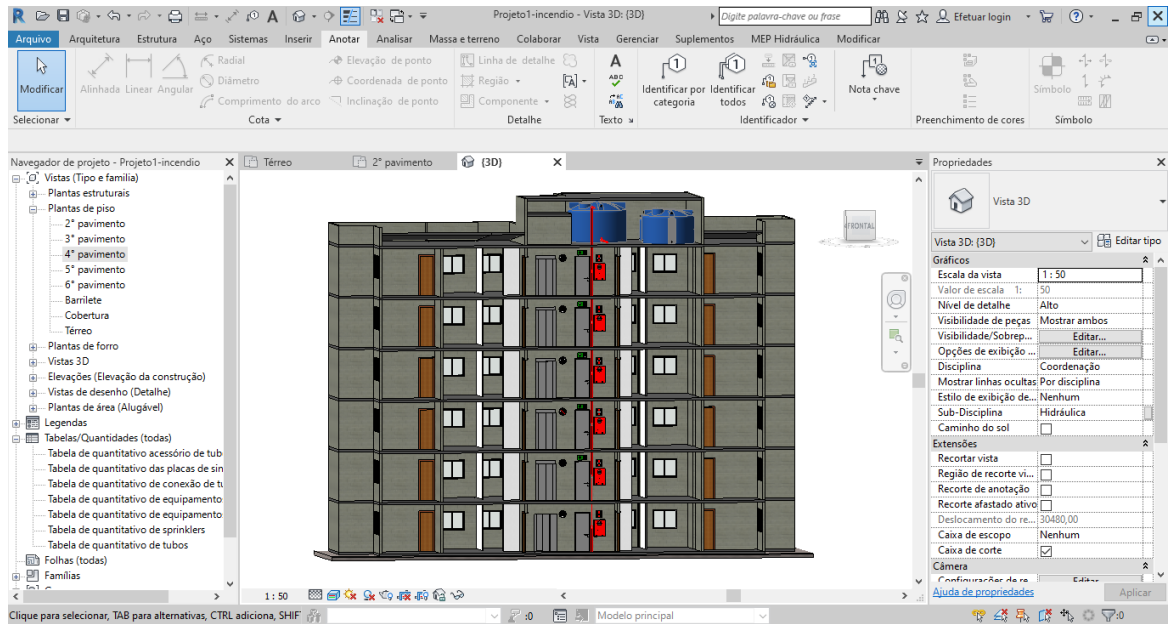 Projeto1-incendio - Vista 3D: {3D}
Digite palavra-chave ou frase
Efetuar login
Arquivo Arquitetura Estrutura Aço Sistemas Inserir Anotar Analisar Massa e terreno Colaborar Vista Gerenciar Suplementos MEP Hidráulica Modificar
Modificar
Alinhada Linear Angular
Radial
Diâmetro
Comprimento do arco
Elevação de ponto
Coordenada de ponto
Inclinação de ponto
Linha de detalhe
Região
Componente
Identificar por categoria
Identificar todos
Nota chave
Símbolo
Selecionar
Cota
Detalhe
Texto
Identificador
Preenchimento de cores
Símbolo
Navegador de projeto - Projeto1-incendio
Vistas (Tipo e familia)
Plantas estruturais
Plantas de piso
2° pavimento
3° pavimento
4° pavimento
5° pavimento
6° pavimento
Barrilete
Cobertura
Térreo
Plantas de forro
Vistas 3D
Elevações (Elevação da construção)
Vistas de desenho (Detalhe)
Plantas de área (Alugável)
Legendas
Tabelas/Quantidades (todas)
Tabela de quantitativo acessório de tub
Tabela de quantitativo das placas de sin
Tabela de quantitativo de conexão de tu
Tabela de quantitativo de equipamento
Tabela de quantitativo de equipamento
Tabela de quantitativo de sprinklers
Tabela de quantitativo de tubos
Folhas (todas)
Famílias
Térreo
2° pavimento
{3D}
FRONTAL
1 : 50
Propriedades
Vista 3D
Vista 3D: {3D}
Editar tipo
Gráficos
Escala da vista 1 : 50
Valor de escala 1: 50
Nível de detalhe Alto
Visibilidade de peças Mostrar ambos
Visibilidade/Sobrep... Editar...
Opções de exibição ... Editar...
Disciplina Coordenação
Mostrar linhas ocultas Por disciplina
Estilo de exibição de... Nenhum
Sub-Disciplina Hidráulica
Caminho do sol
Extensões
Recortar vista
Região de recorte vi...
Recorte de anotação
Recorte afastado ativo
Deslocamento do re... 30480,00
Caixa de escopo Nenhum
Caixa de corte
Câmera
Configurações de re... Editar...
Ajuda de propriedades
Aplicar
Clique para selecionar, TAB para alternativas, CTRL adiciona, SHIF
:0
Modelo principal
:0